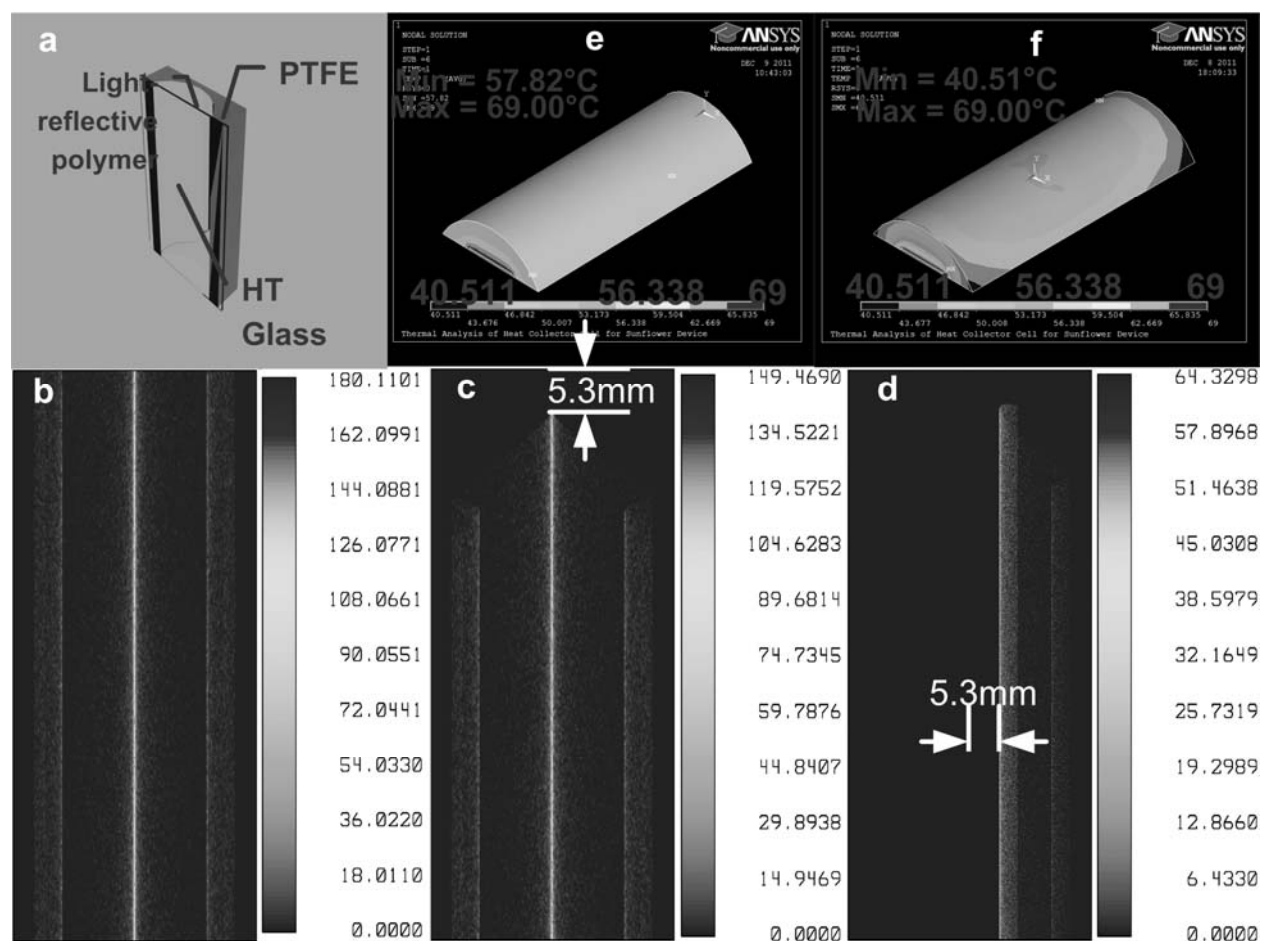 a
Light
reflective
polymer
PTFE
HT
Glass
e
1
NODAL SOLUTION
STEP=1
SUB =6
TIME=1
ANSYS
Noncommercial use only
DEC 9 2011
10:43:03
Min = 57.82°C
Max = 69.00°C
40.511 56.338 69
40.511 46.842 53.173 59.504 65.835
43.676 50.007 56.338 62.669 69
Thermal Analysis of Heat Collector Cell for Sunflower Device
f
1
NODAL SOLUTION
STEP=1
SUB =6
TIME=1
ANSYS
Noncommercial use only
DEC 8 2011
18:09:33
Min = 40.51°C
Max = 69.00°C
Y
X
40.511 56.338 69
40.511 46.842 53.173 59.504 65.835
43.677 50.008 56.338 62.669 69
Thermal Analysis of Heat Collector Cell for Sunflower Device
b
180.1101
162.0991
144.0881
126.0771
108.0661
90.0551
72.0441
54.0330
36.0220
18.0110
0.0000
c
5.3mm
149.4690
134.5221
119.5752
104.6283
89.6814
74.7345
59.7876
44.8407
29.8938
14.9469
0.0000
d
5.3mm
64.3298
57.8968
51.4638
45.0308
38.5979
32.1649
25.7319
19.2989
12.8660
6.4330
0.0000